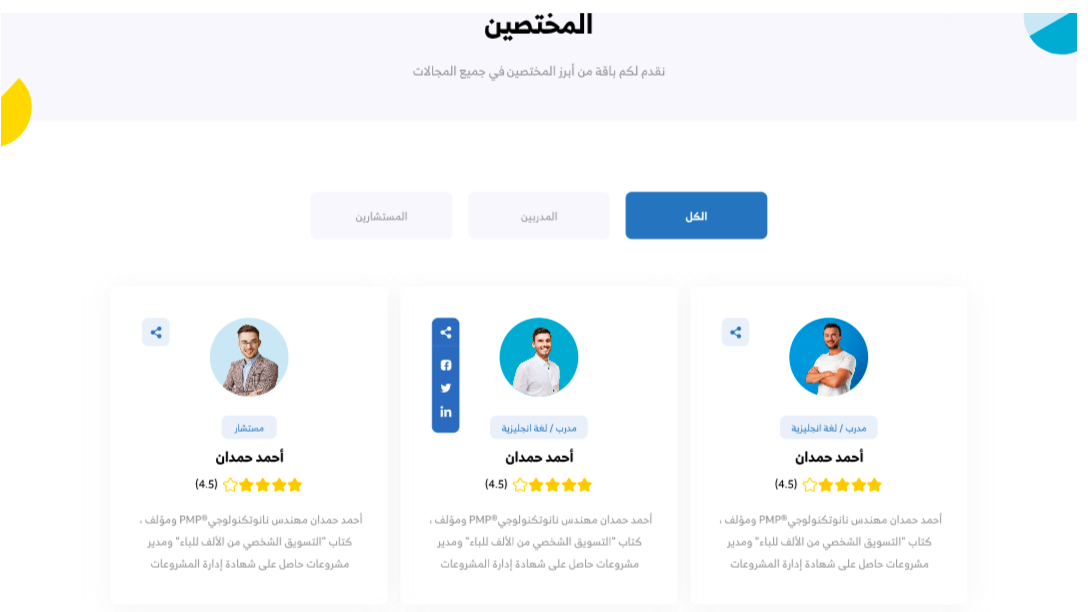 المختصين
نقدم لكم باقة من أبرز المختصين في جميع المجالات
الكل
المدربين
المستشارين
مدرب / لغة انجليزية
أحمد حمدان
(4.5)
أحمد حمدان مهندس نانوتكنولوجي®PMP ومؤلف ،
كتاب "التسويق الشخصي من الألف للياء" ومدير
مشروعات حاصل على شهادة إدارة المشروعات
in
مدرب / لغة انجليزية
أحمد حمدان
(4.5)
أحمد حمدان مهندس نانوتكنولوجي®PMP ومؤلف ،
كتاب "التسويق الشخصي من الألف للياء" ومدير
مشروعات حاصل على شهادة إدارة المشروعات
مستشار
أحمد حمدان
(4.5)
أحمد حمدان مهندس نانوتكنولوجي®PMP ومؤلف ،
كتاب "التسويق الشخصي من الألف للياء" ومدير
مشروعات حاصل على شهادة إدارة المشروعات